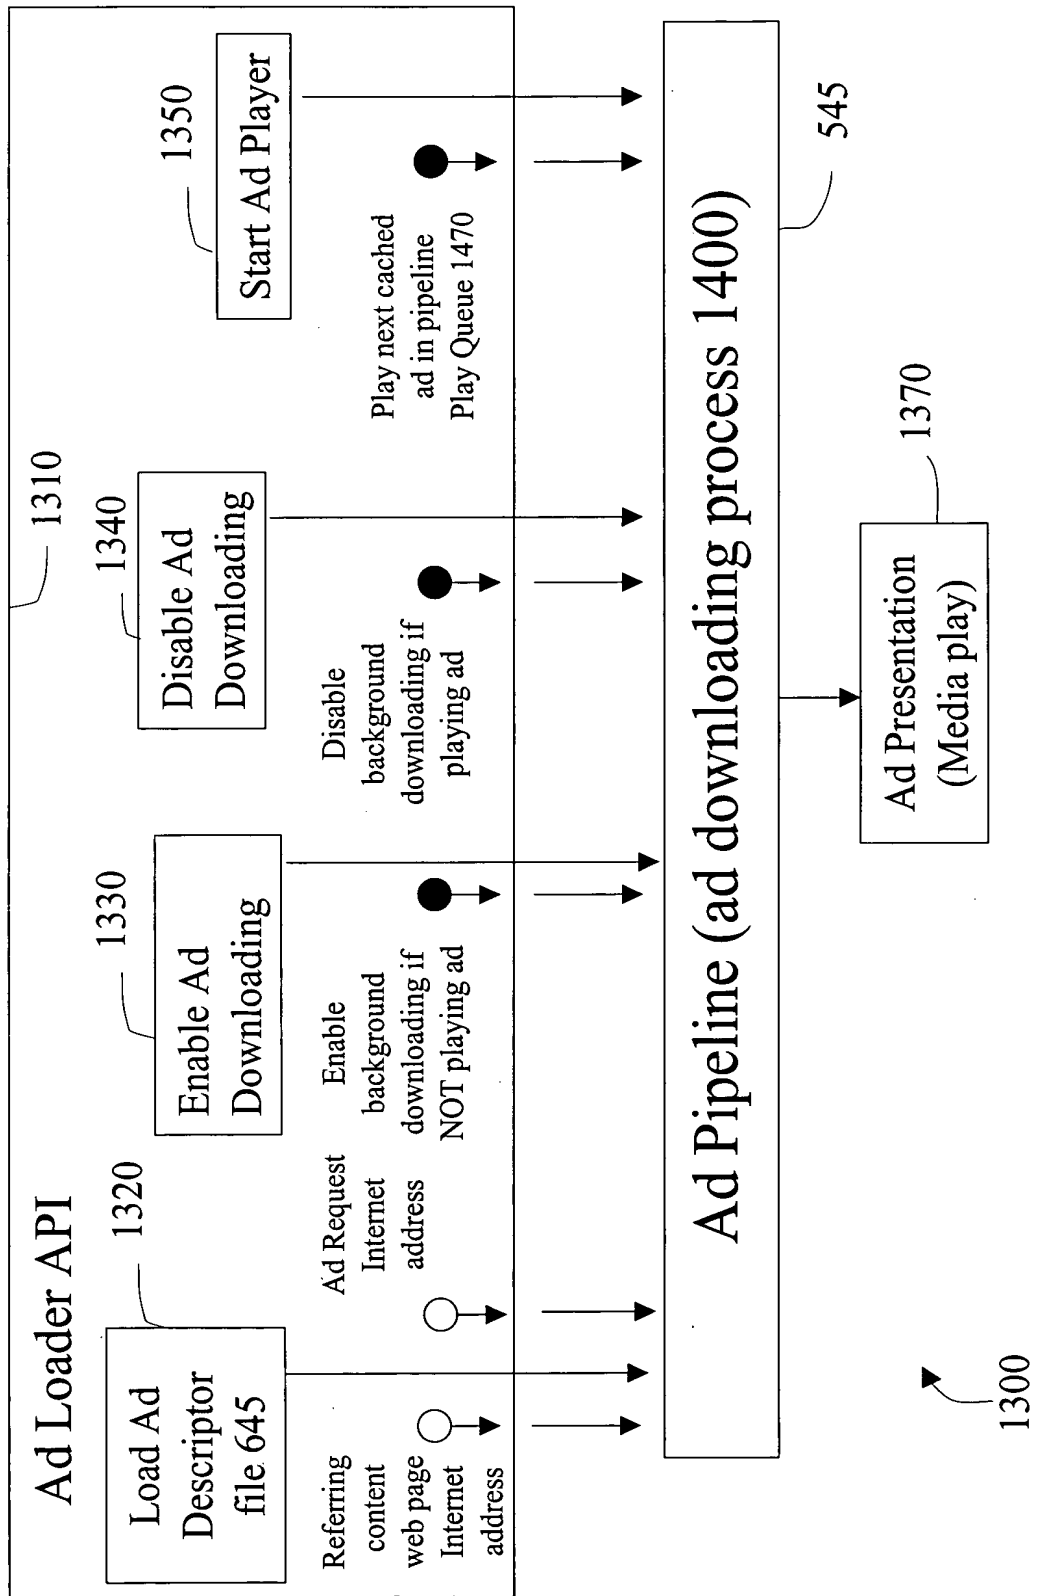 Ad Loader API
1310
Load Ad
Descriptor
file 645
1320
Enable Ad
Downloading
1330
Disable Ad
Downloading
1340
Start Ad Player
1350
Referring
content
web page
Internet
address
Ad Request
Internet
address
Enable
background
downloading if
NOT playing ad
Disable
background
downloading if
playing ad
Play next cached
ad in pipeline
Play Queue 1470
Ad Pipeline (ad downloading process 1400)
545
Ad Presentation
(Media play)
1370
1300